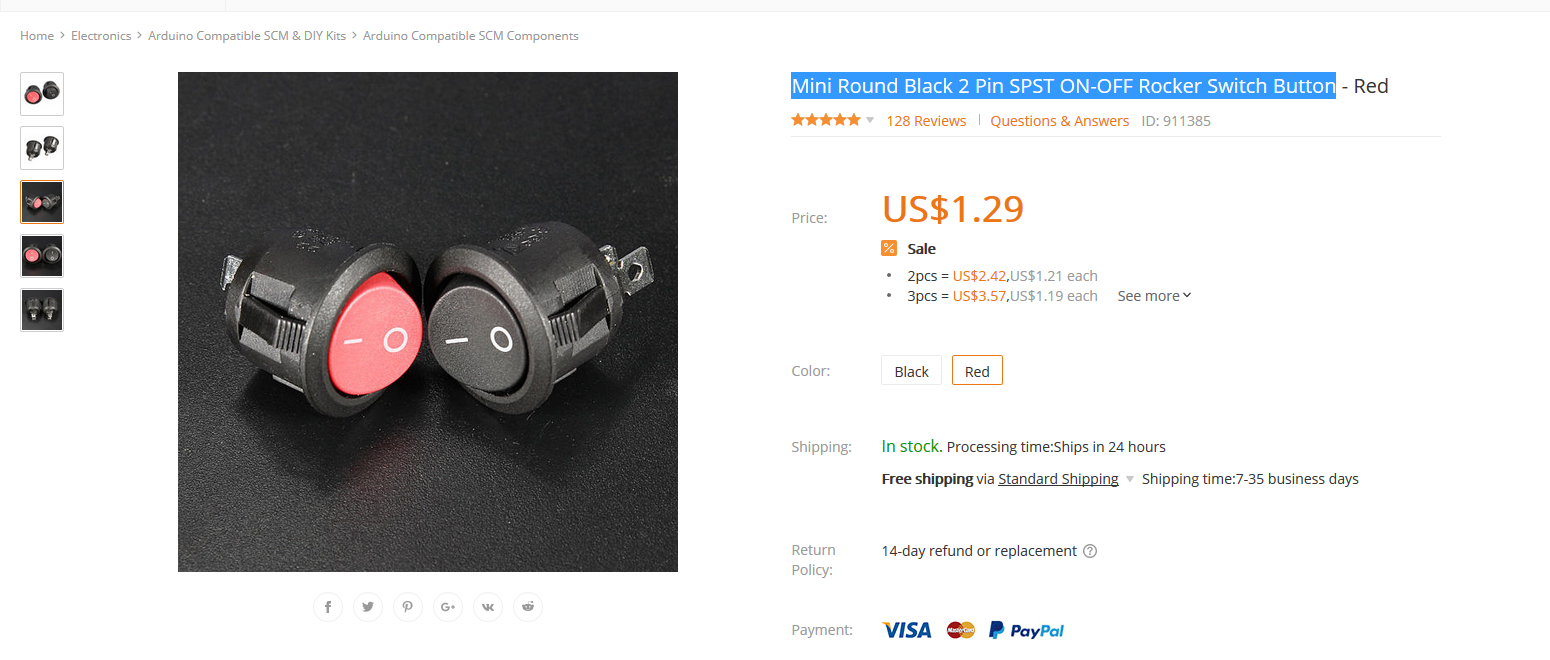 Home > Electronics > Arduino Compatible SCM & DIY Kits > Arduino Compatible SCM Components
Mini Round Black 2 Pin SPST ON-OFF Rocker Switch Button - Red
128 Reviews | Questions & Answers ID: 911385
Price: US$1.29
% Sale
• 2pcs = US$2.42,US$1.21 each
• 3pcs = US$3.57,US$1.19 each See more
Color: Black Red
Shipping: In stock. Processing time:Ships in 24 hours
Free shipping via Standard Shipping Shipping time:7-35 business days
Return Policy: 14-day refund or replacement ?
Payment: VISA MasterCard P PayPal